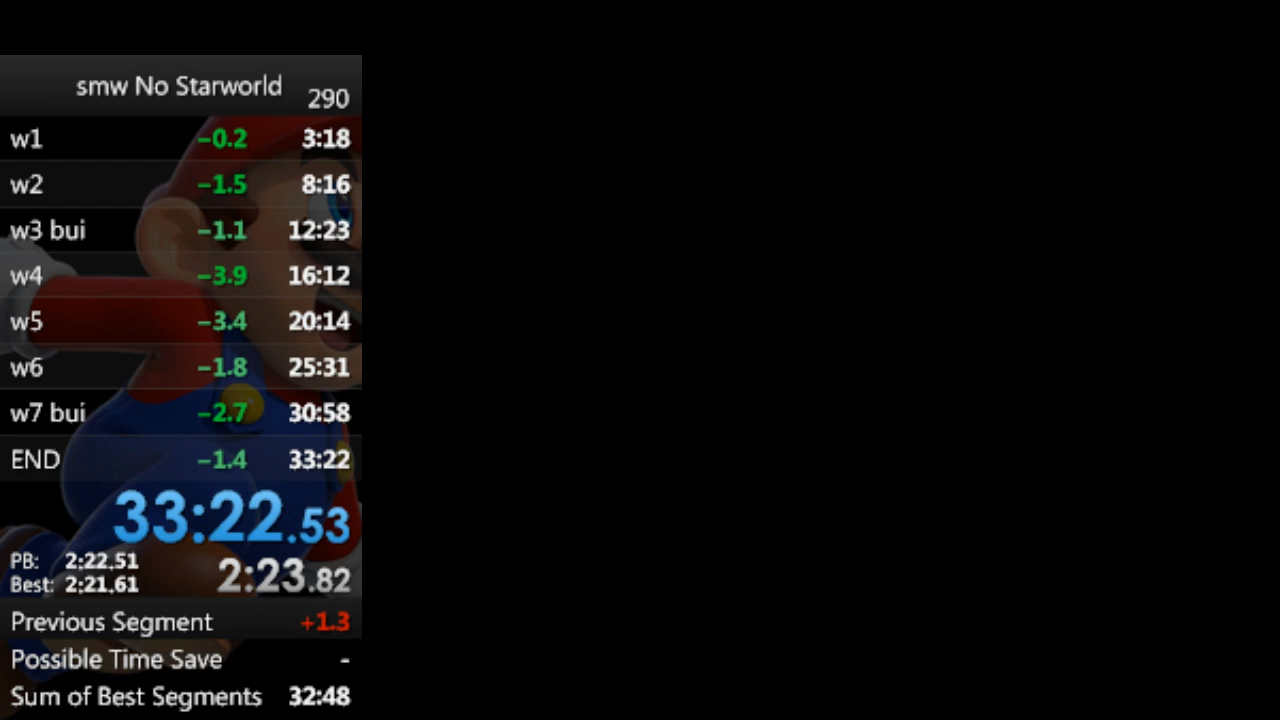 smw No Starworld 290
w1 −0.2 3:18
w2 −1.5 8:16
w3 bui −1.1 12:23
w4 −3.9 16:12
w5 −3.4 20:14
w6 −1.8 25:31
w7 bui −2.7 30:58
END −1.4 33:22
33:22.53
PB: 2:22.51
Best: 2:21.61
2:23.82
Previous Segment +1.3
Possible Time Save -
Sum of Best Segments 32:48